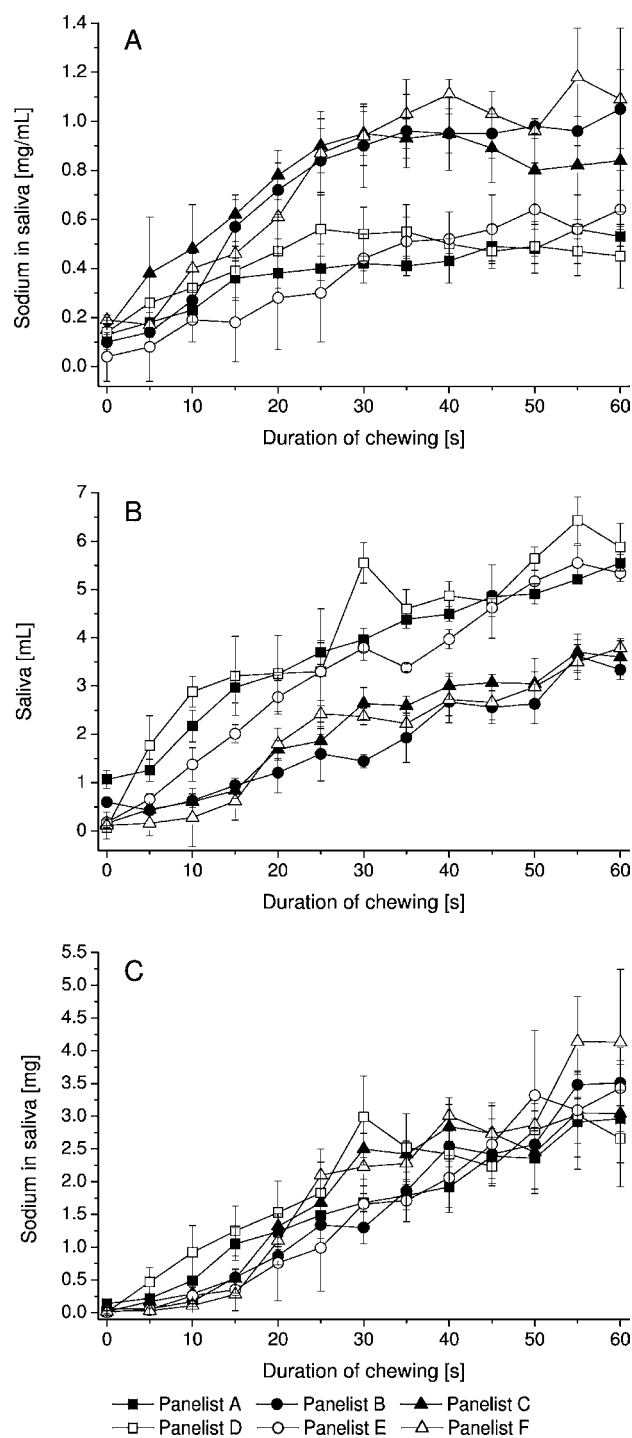 A
Sodium in saliva [mg/mL]
1.4
1.2
1.0
0.8
0.6
0.4
0.2
0.0
0 10 20 30 40 50 60
Duration of chewing [s]
B
Saliva [mL]
7
6
5
4
3
2
1
0
0 10 20 30 40 50 60
Duration of chewing [s]
C
Sodium in saliva [mg]
5.5
5.0
4.5
4.0
3.5
3.0
2.5
2.0
1.5
1.0
0.5
0.0
0 10 20 30 40 50 60
Duration of chewing [s]
Panelist A Panelist B Panelist C
Panelist D Panelist E Panelist F